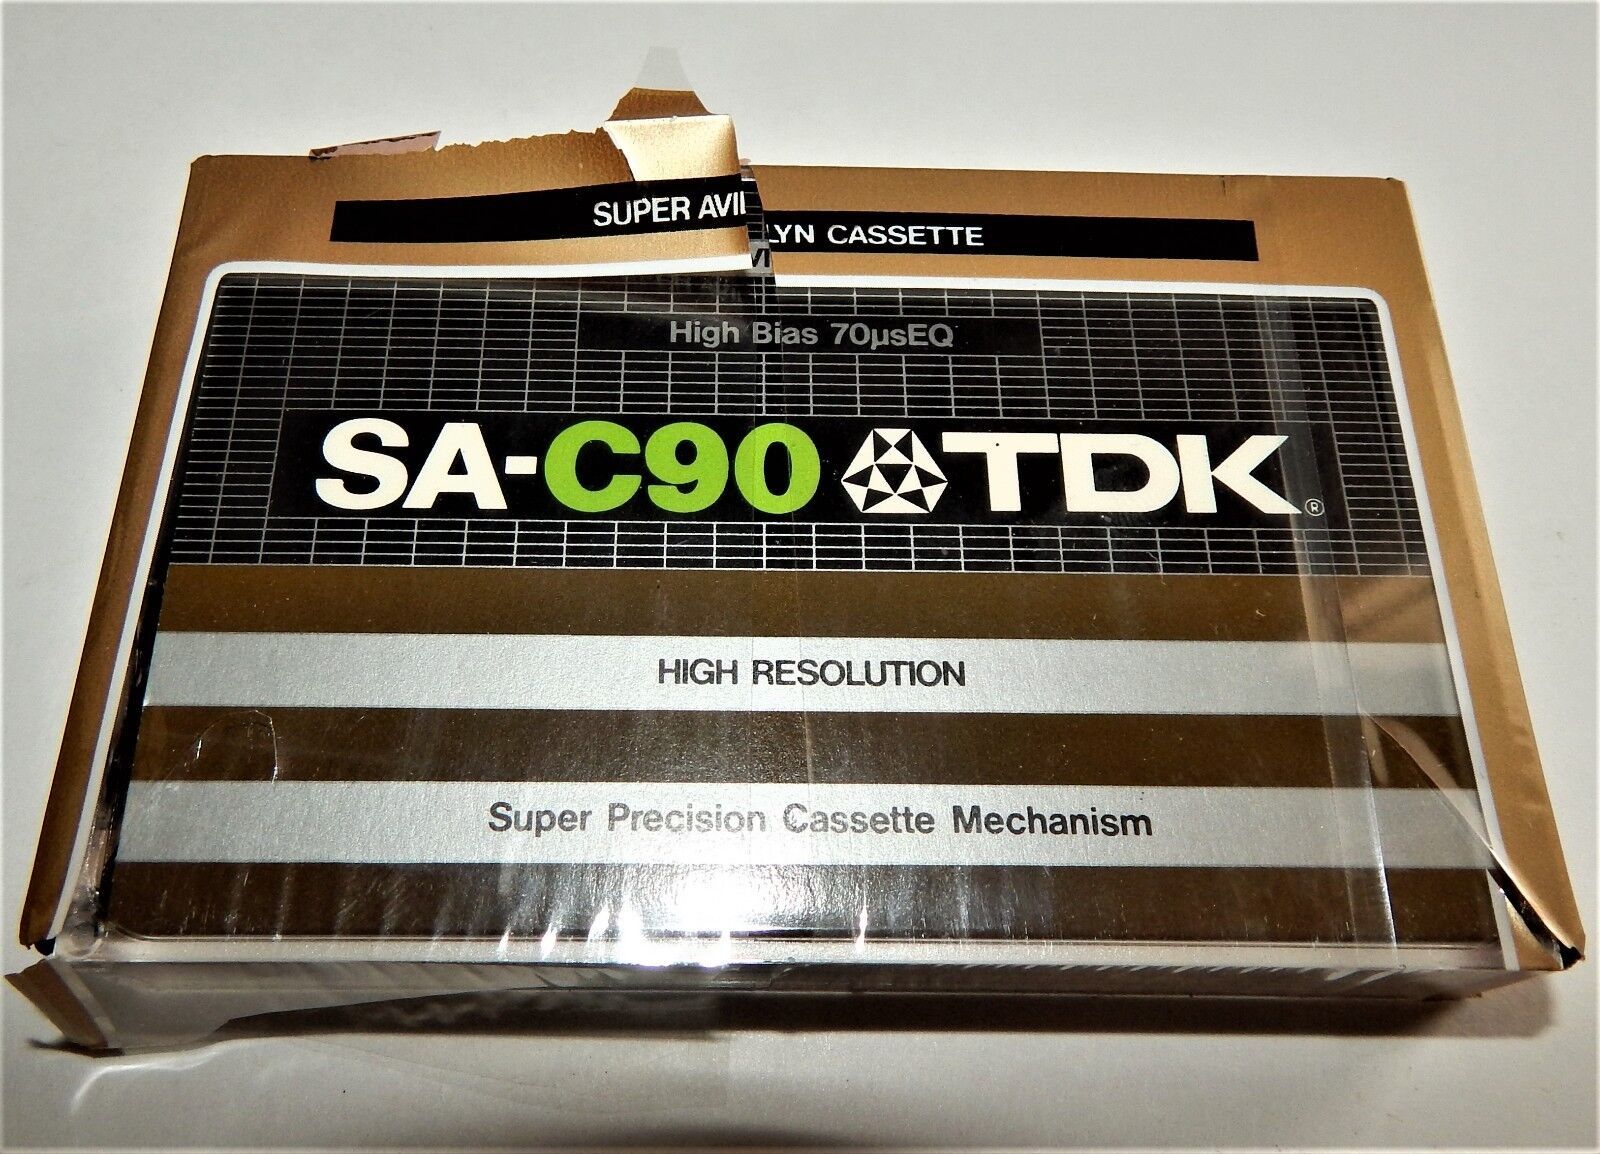 SUPER AVI LYN CASSETTE
High Bias 70µsEQ
SA-C90 TDK ®
HIGH RESOLUTION
Super Precision Cassette Mechanism